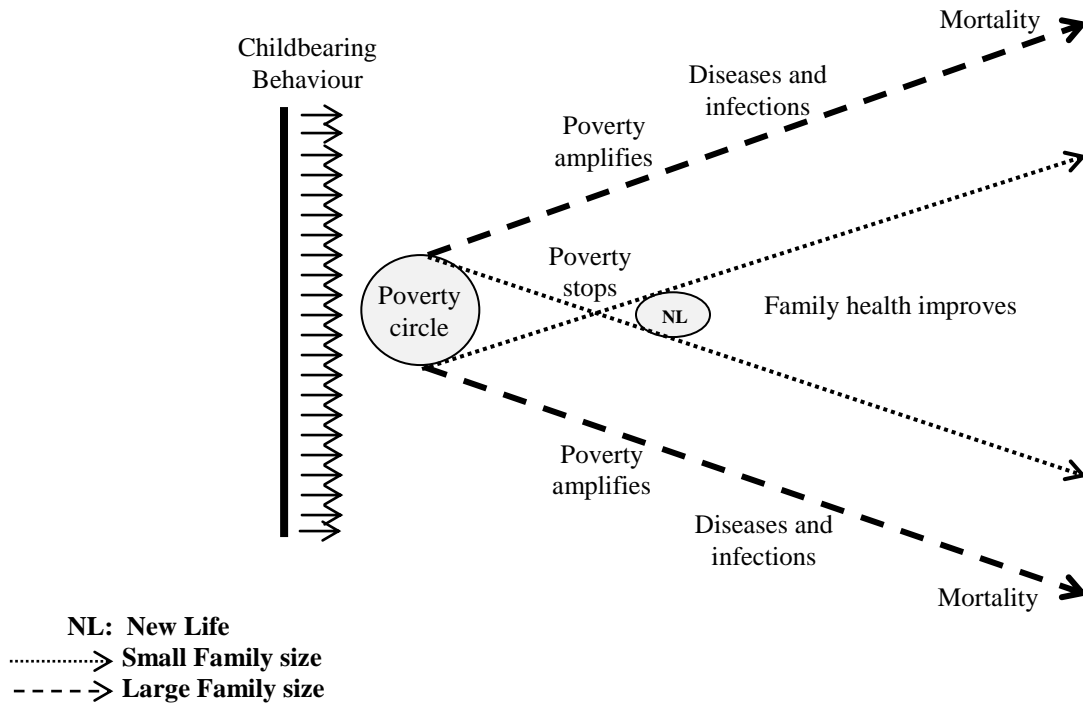 Mortality
Childbearing
Behaviour
Diseases and
infections
Poverty
amplifies
Poverty
stops
Poverty
circle
NL
Family health improves
Poverty
amplifies
Diseases and
infections
Mortality
NL: New Life
Small Family size
Large Family size